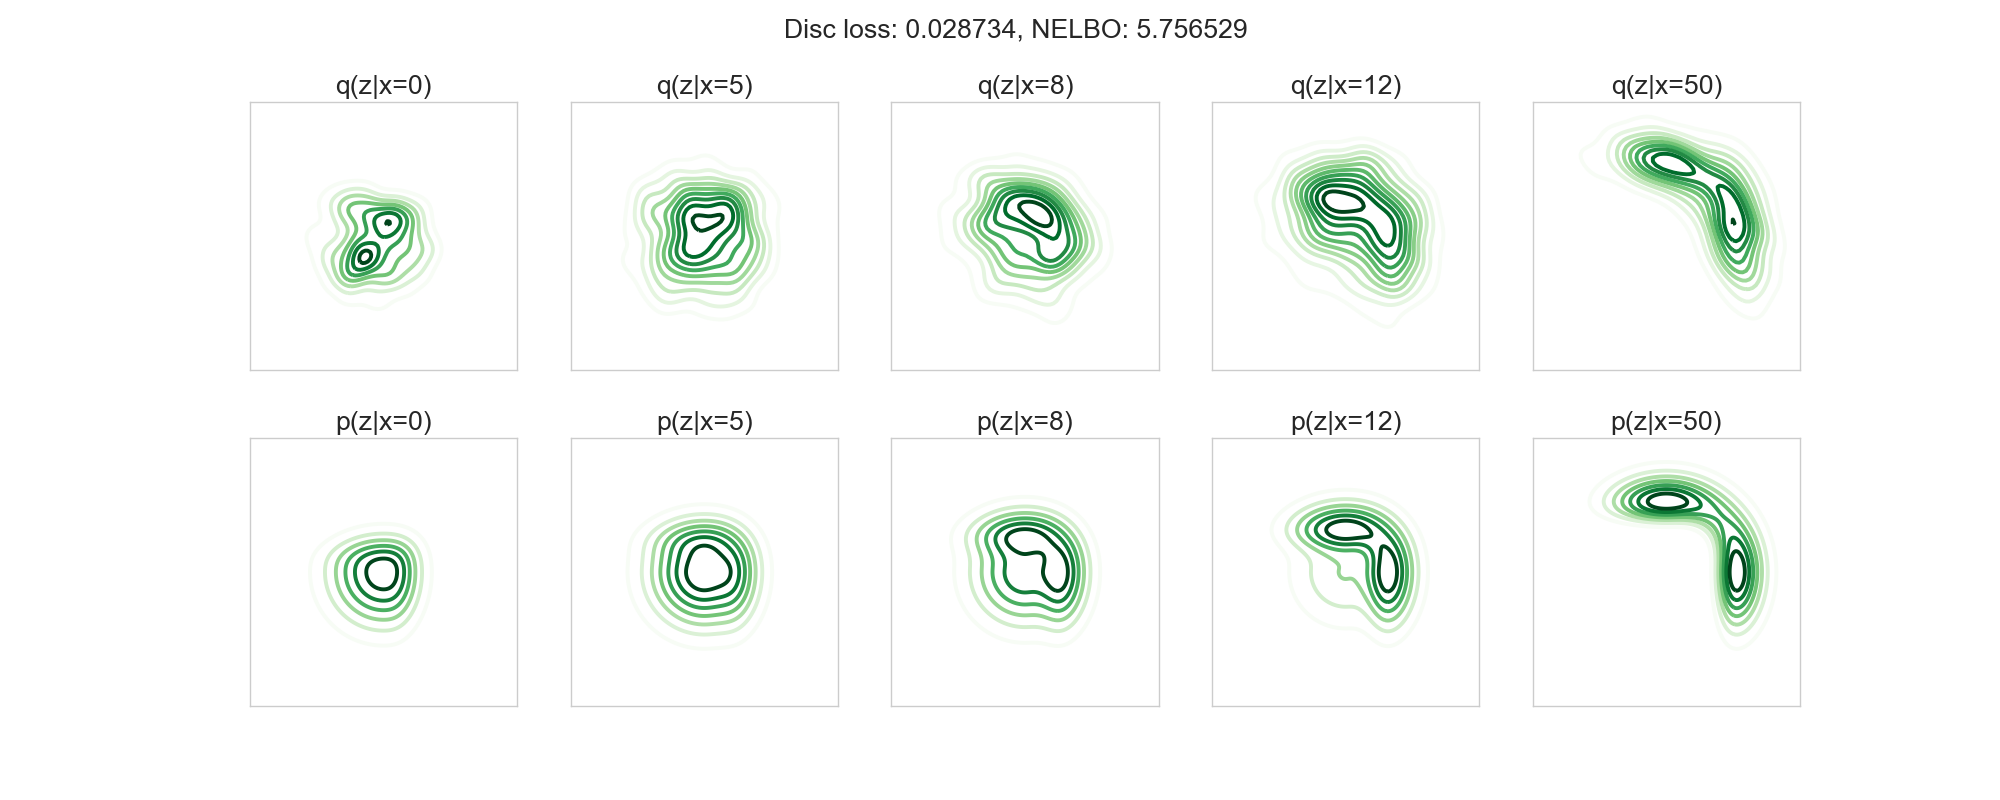 Disc loss: 0.028734, NELBO: 5.756529
q(z|x=0) q(z|x=5) q(z|x=8) q(z|x=12) q(z|x=50)
p(z|x=0) p(z|x=5) p(z|x=8) p(z|x=12) p(z|x=50)